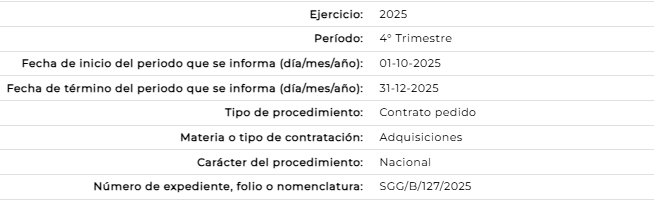 Ejercicio: 2025
Período: 4° Trimestre
Fecha de inicio del periodo que se informa (día/mes/año): 01-10-2025
Fecha de término del periodo que se informa (día/mes/año): 31-12-2025
Tipo de procedimiento: Contrato pedido
Materia o tipo de contratación: Adquisiciones
Carácter del procedimiento: Nacional
Número de expediente, folio o nomenclatura: SGG/B/127/2025